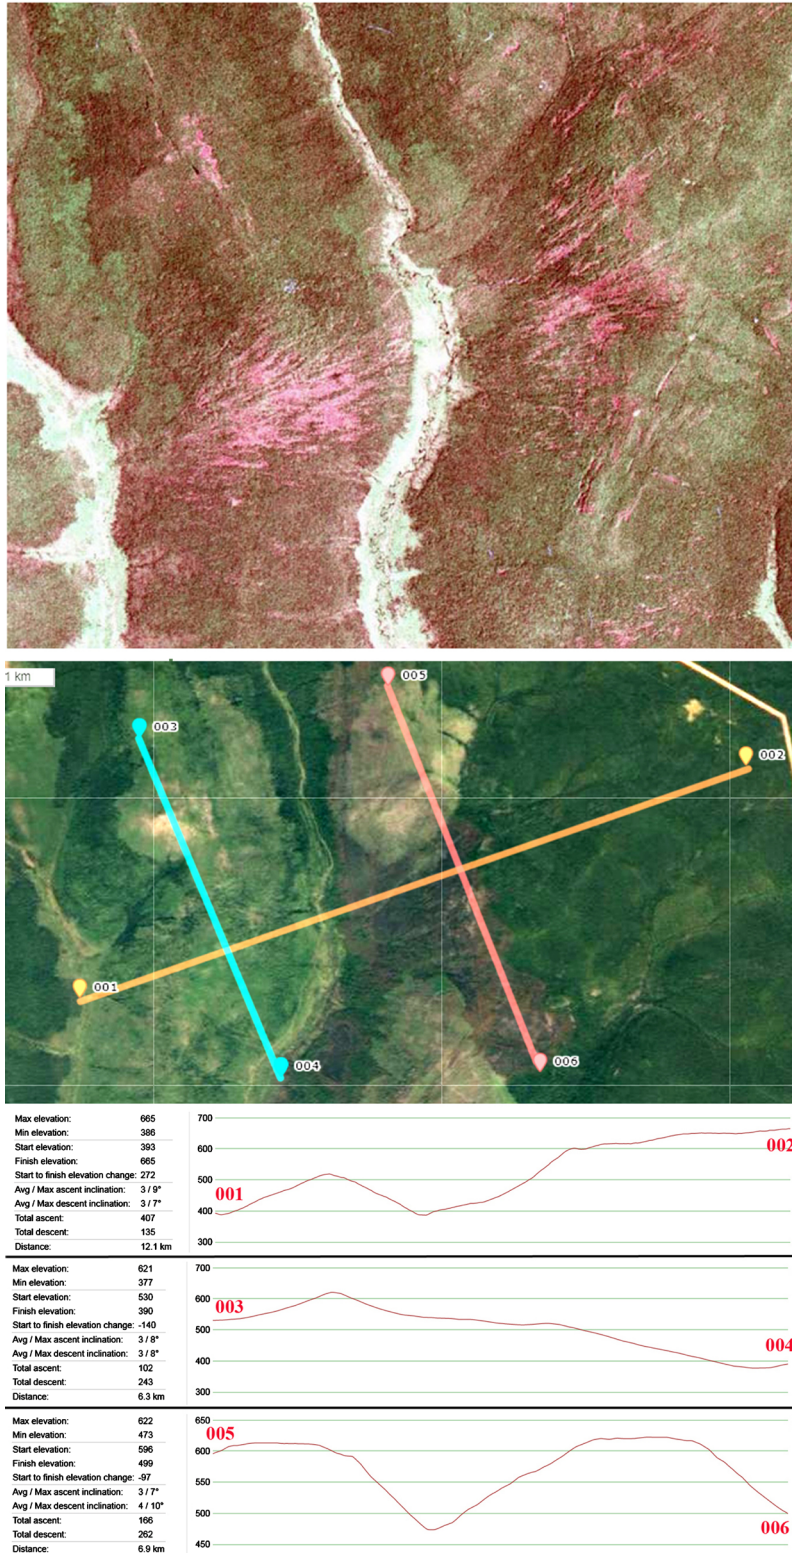 1 km
005
003
002
001
004
006
Max elevation: 665
Min elevation: 386
Start elevation: 393
Finish elevation: 665
Start to finish elevation change: 272
Avg / Max ascent inclination: 3 / 9°
Avg / Max descent inclination: 3 / 7°
Total ascent: 407
Total descent: 135
Distance: 12.1 km
700
600
500
400
300
001
002
Max elevation: 621
Min elevation: 377
Start elevation: 530
Finish elevation: 390
Start to finish elevation change: -140
Avg / Max ascent inclination: 3 / 8°
Avg / Max descent inclination: 3 / 8°
Total ascent: 102
Total descent: 243
Distance: 6.3 km
700
600
500
400
300
003
004
Max elevation: 622
Min elevation: 473
Start elevation: 596
Finish elevation: 499
Start to finish elevation change: -97
Avg / Max ascent inclination: 3 / 7°
Avg / Max descent inclination: 4 / 10°
Total ascent: 166
Total descent: 262
Distance: 6.9 km
650
600
550
500
450
005
006